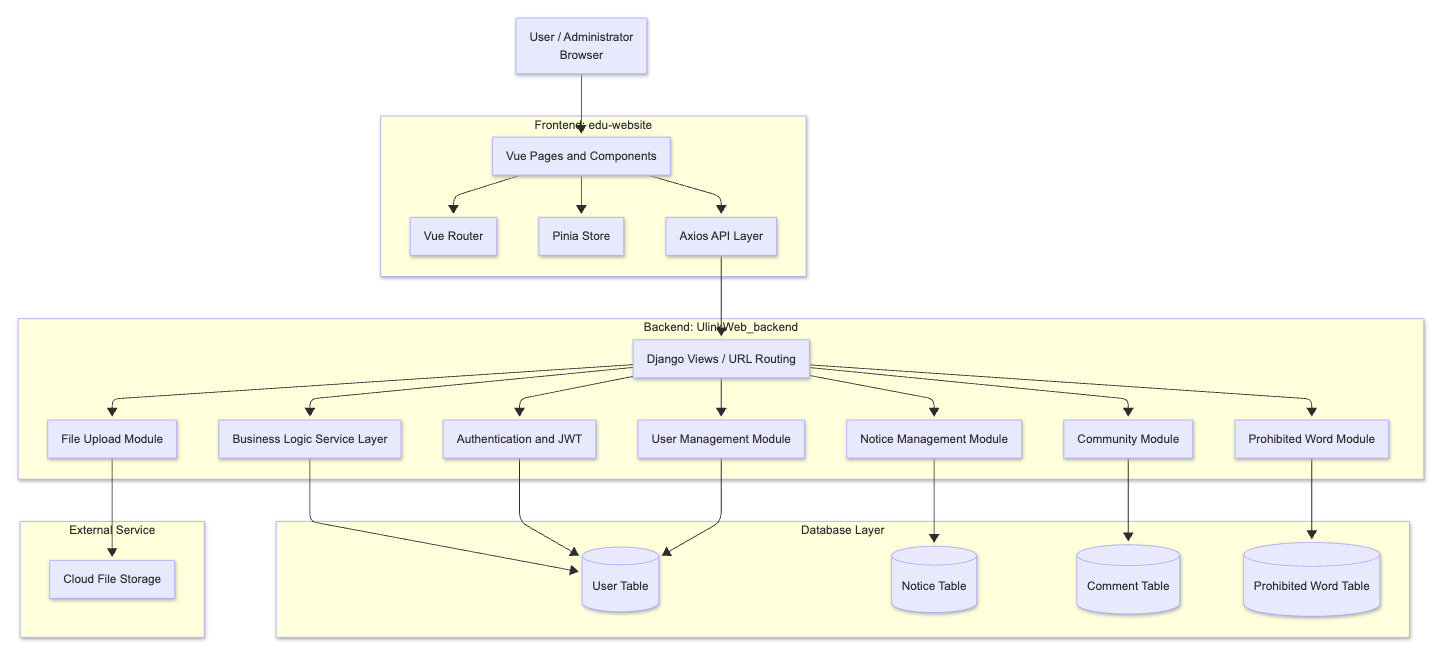 User / Administrator
Browser
Frontend: edu-website
Vue Pages and Components
Vue Router
Pinia Store
Axios API Layer
Backend: UlinkWeb_backend
Django Views / URL Routing
File Upload Module
Business Logic Service Layer
Authentication and JWT
User Management Module
Notice Management Module
Community Module
Prohibited Word Module
External Service
Database Layer
Cloud File Storage
User Table
Notice Table
Comment Table
Prohibited Word Table